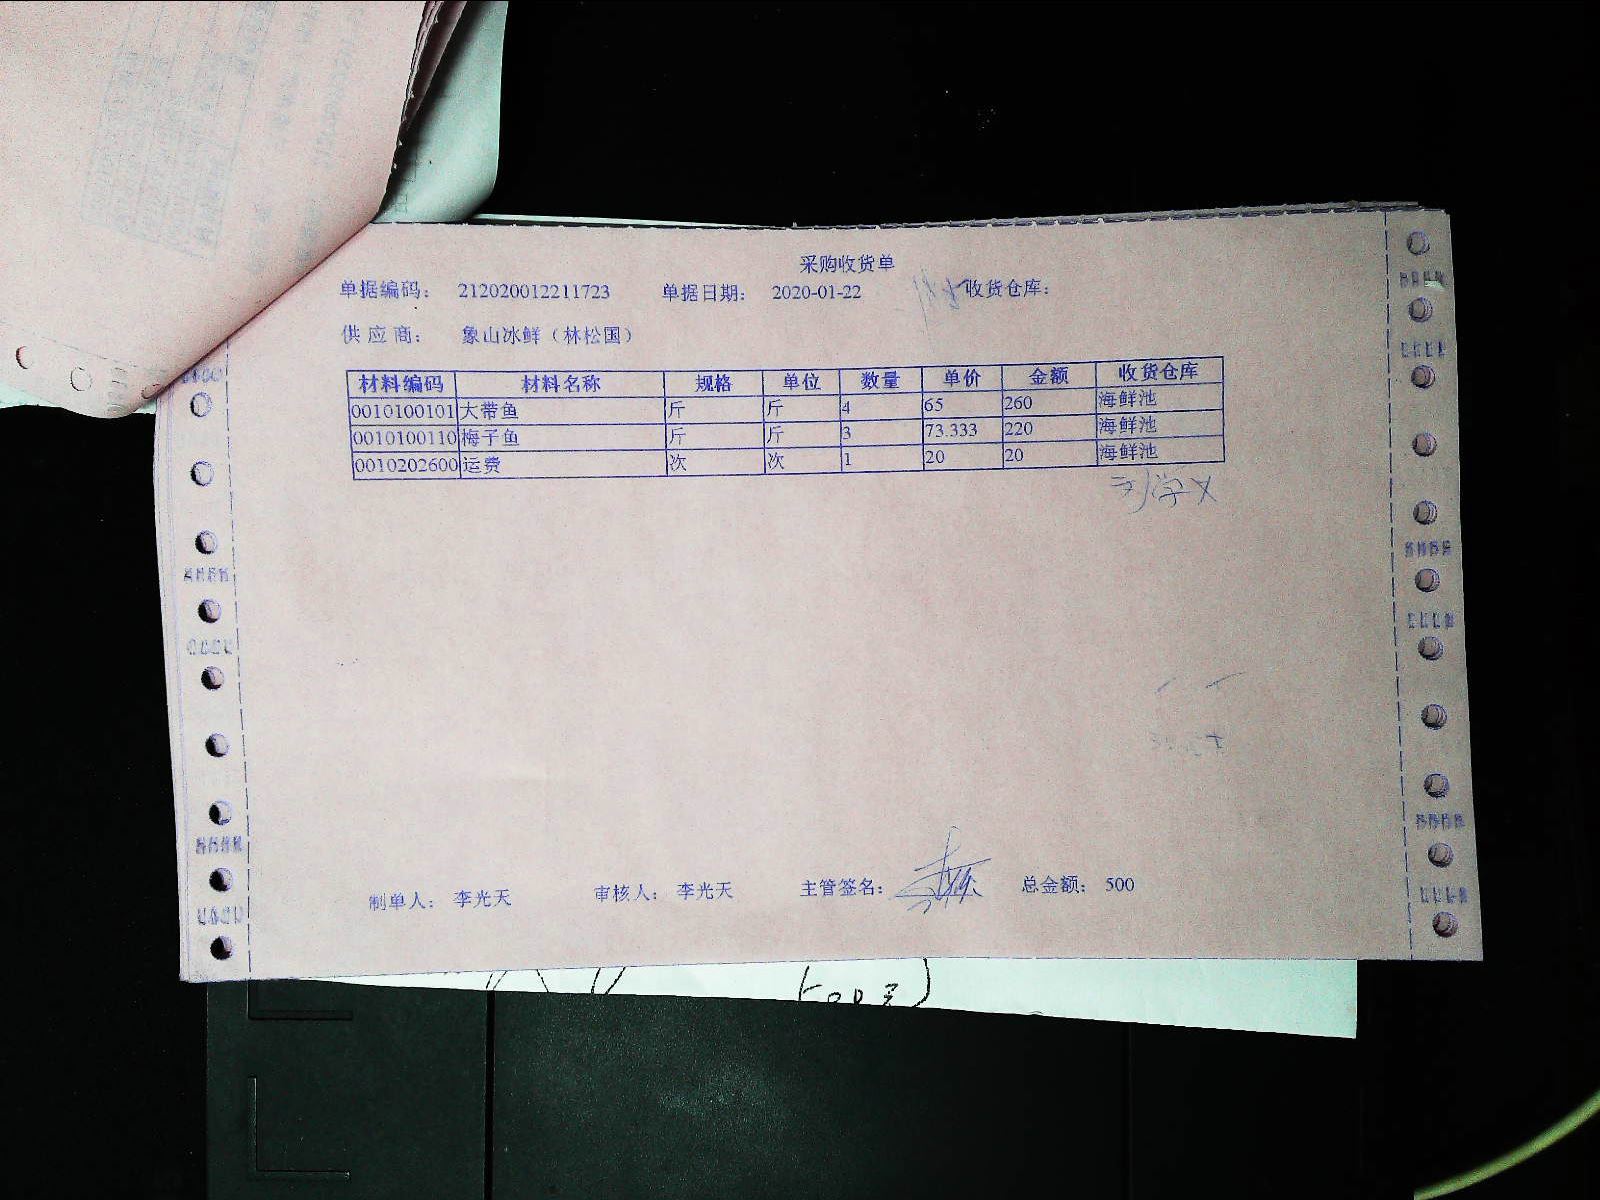 采购收货单
单据编码： 212020012211723 单据日期： 2020-01-22 收货仓库：
供 应 商： 象山冰鲜（林松国）
材料编码 材料名称 规格 单位 数量 单价 金额 收货仓库
0010100101 大带鱼 斤 斤 4 65 260 海鲜池
0010100110 梅子鱼 斤 斤 3 73.333 220 海鲜池
0010202600 运费 次 次 1 20 20 海鲜池
制单人： 李光天 审核人： 李光天 主管签名： 总金额： 500